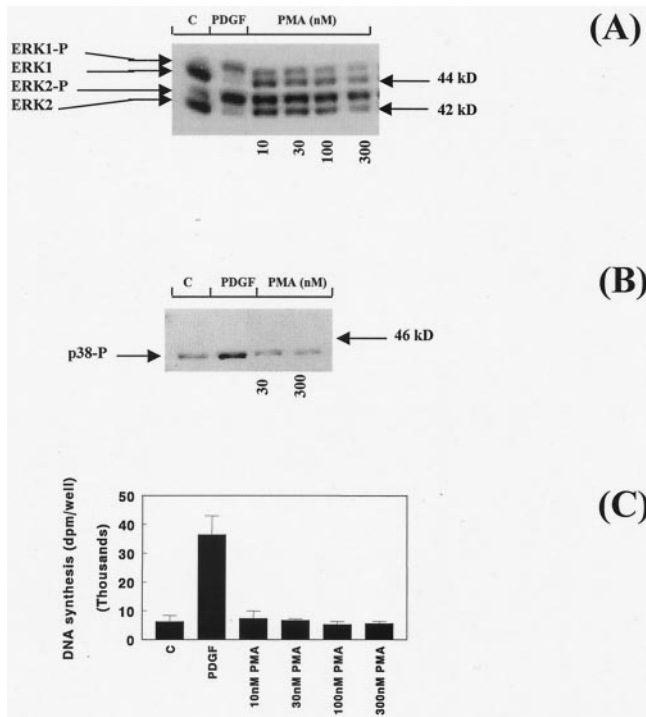 (A)
C PDGF PMA (nM)
ERK1-P
ERK1
ERK2-P
ERK2
44 kD
42 kD
10 30 100 300
(B)
C PDGF PMA (nM)
46 kD
p38-P
30 300
(C)
DNA synthesis (dpm/well)
(Thousands)
50
40
30
20
10
0
C
PDGF
10nM PMA
30nM PMA
100nM PMA
300nM PMA